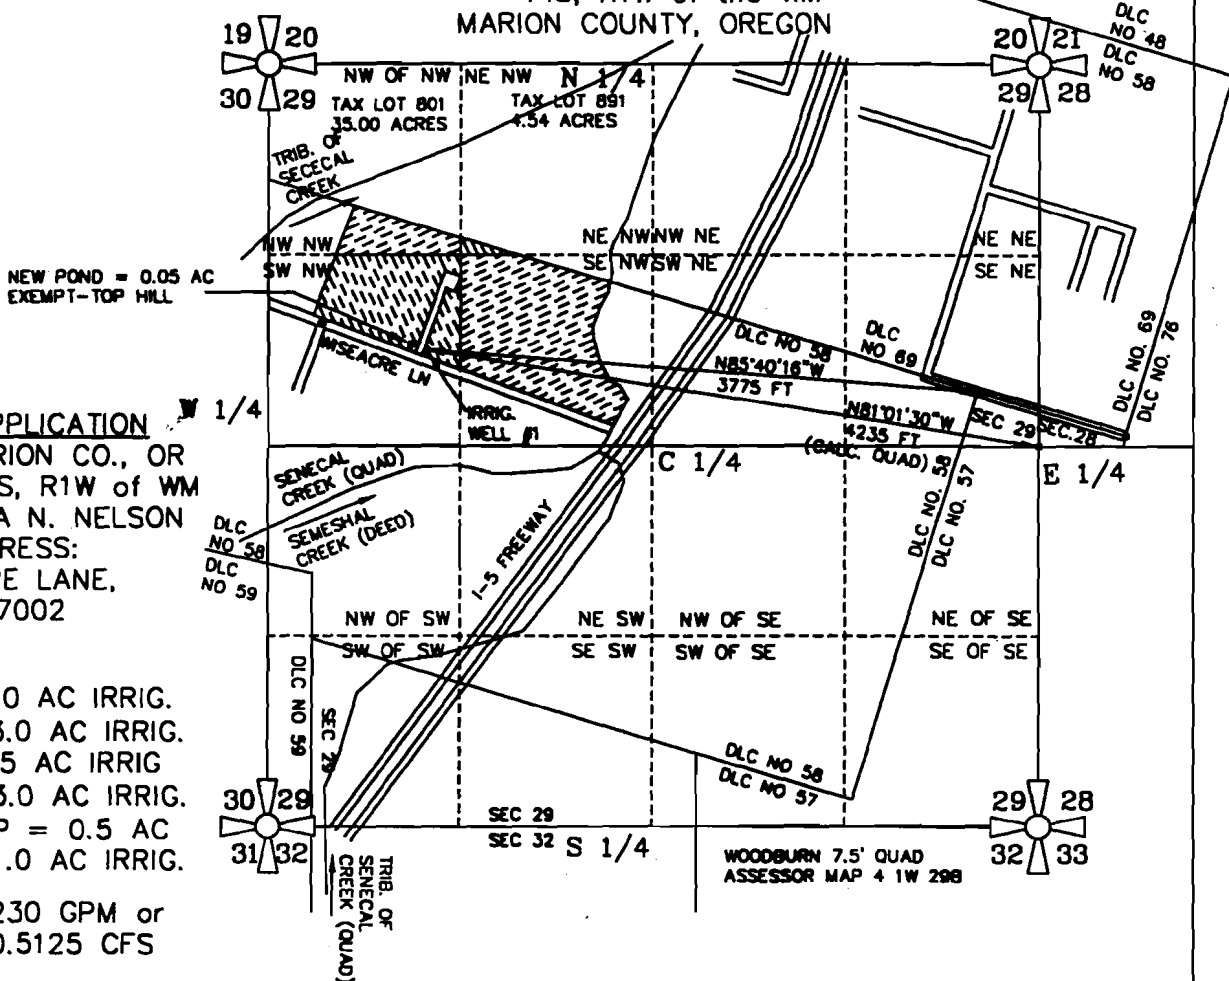 MARION COUNTY, OREGON
DLC
NO 48
DLC
NO 58
19 20
30 29
20 21
29 28
NW OF NW NE NW N 1/4
TAX LOT 801
35.00 ACRES
TAX LOT 891
4.54 ACRES
TRIB. OF
SECECAL
CREEK
NW NW
SW NW
NE NW NW NE
SE NW SW NE
NE NE
SE NE
NEW POND = 0.05 AC
EXEMPT-TOP HILL
WISEACRE LN
DLC NO 58
DLC
NO 69
DLC NO. 69
DLC NO. 76
N85°40'16"W
3775 FT
N81°01'30"W
4235 FT
(CALC. QUAD)
SEC 29
SEC.28
IRRIG.
WELL #1
W 1/4
C 1/4
E 1/4
PPLICATION
RION CO., OR
S, R1W of WM
A N. NELSON
RESS:
PE LANE,
7002
SENECAL
CREEK (QUAD)
SEMESHAL
CREEK (DEED)
DLC
NO 58
DLC
NO 59
I-5 FREEWAY
DLC NO. 58
DLC NO. 57
NW OF SW NE SW NW OF SE NE OF SE
SW OF SW SE SW SW OF SE SE OF SE
DLC NO 59
SEC 29
0 AC IRRIG.
3.0 AC IRRIG.
5 AC IRRIG
3.0 AC IRRIG.
P = 0.5 AC
1.0 AC IRRIG.
230 GPM or
0.5125 CFS
DLC NO 58
DLC NO 57
30 29
31 32
SEC 29
SEC 32 S 1/4
29 28
32 33
WOODBURN 7.5' QUAD
ASSESSOR MAP 4 1W 29B
TRIB. OF
SENECAL
CREEK (QUAD)